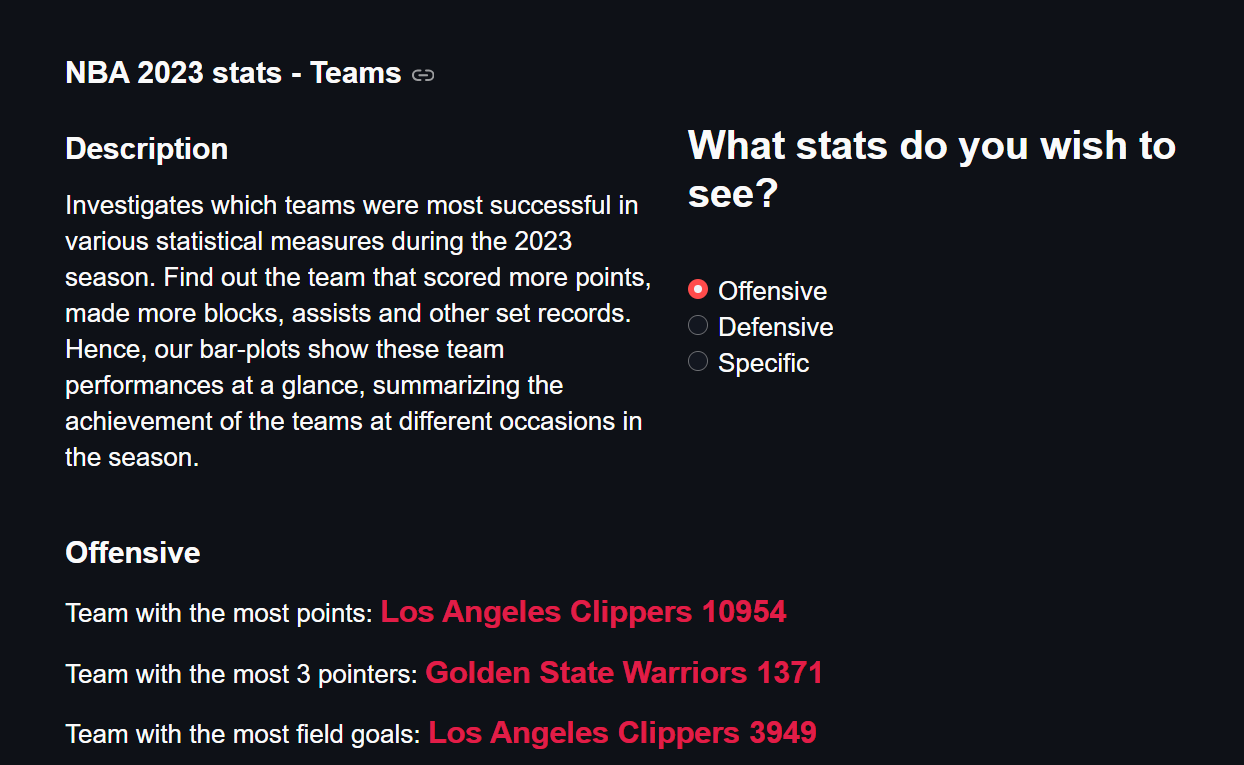 NBA 2023 stats - Teams
Description
Investigates which teams were most successful in
various statistical measures during the 2023
season. Find out the team that scored more points,
made more blocks, assists and other set records.
Hence, our bar-plots show these team
performances at a glance, summarizing the
achievement of the teams at different occasions in
the season.
What stats do you wish to
see?
Offensive
Defensive
Specific
Offensive
Team with the most points: Los Angeles Clippers 10954
Team with the most 3 pointers: Golden State Warriors 1371
Team with the most field goals: Los Angeles Clippers 3949